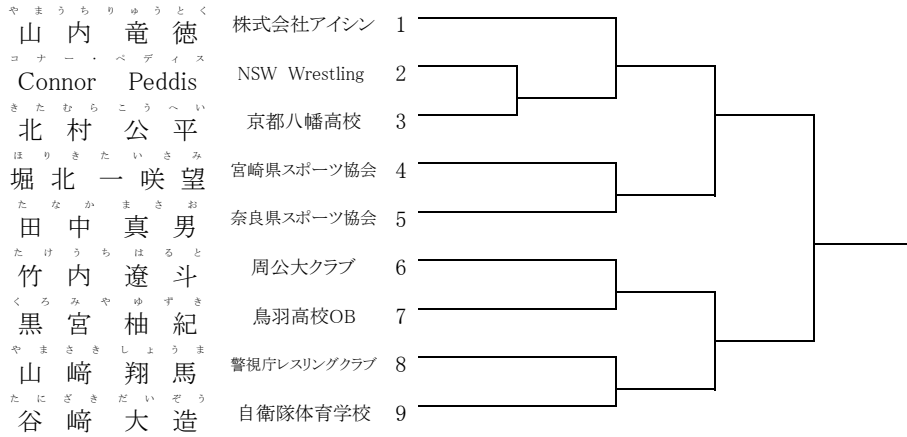 やまうちりゅうとく
山内 竜徳 株式会社アイシン 1
コナー・ペディス
Connor Peddis NSW Wrestling 2
きたむらこうへい
北村 公平 京都八幡高校 3
ほりきたいさみ
堀北 一咲望 宮崎県スポーツ協会 4
たなかまさお
田中 真男 奈良県スポーツ協会 5
たけうちはると
竹内 遼斗 周公大クラブ 6
くろみやゆずき
黒宮 柚紀 鳥羽高校OB 7
やまさきしょうま
山﨑 翔馬 警視庁レスリングクラブ 8
たにざきだいぞう
谷﨑 大造 自衛隊体育学校 9